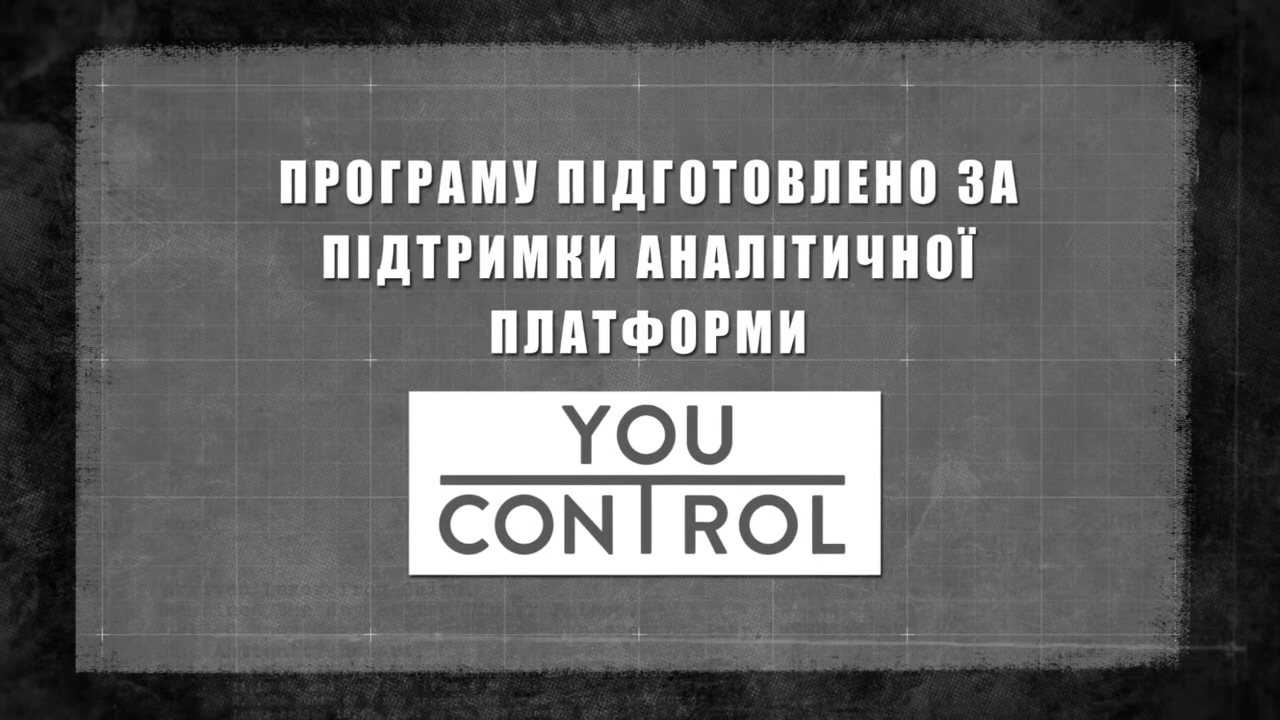 ПРОГРАМУ ПІДГОТОВЛЕНО ЗА
ПІДТРИМКИ АНАЛІТИЧНОЇ
ПЛАТФОРМИ
YOU
CONTROL